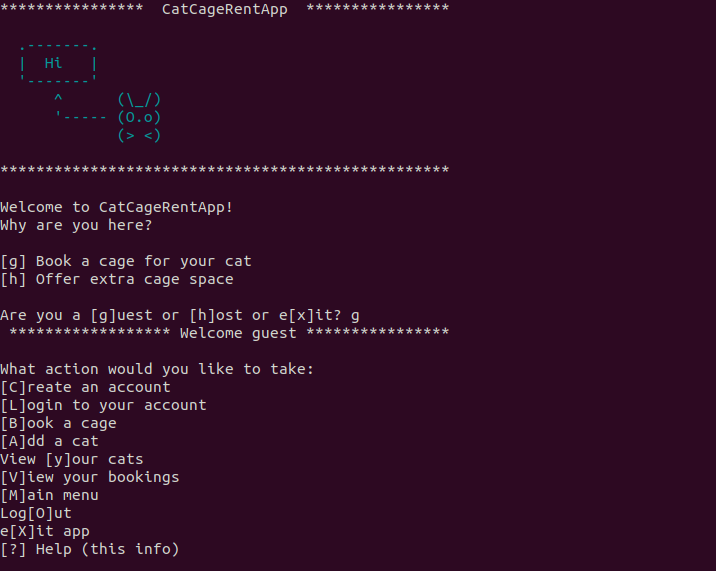 ****************  CatCageRentApp  ****************
.-------.
|  Hi   |
'-------'
^      (\_/)
'----- (O.o)
(> <)
**************************************************
Welcome to CatCageRentApp!
Why are you here?
[g] Book a cage for your cat
[h] Offer extra cage space
Are you a [g]uest or [h]ost or e[x]it? g
****************** Welcome guest ****************
What action would you like to take:
[C]reate an account
[L]ogin to your account
[B]ook a cage
[A]dd a cat
View [y]our cats
[V]iew your bookings
[M]ain menu
Log[O]ut
e[X]it app
[?] Help (this info)